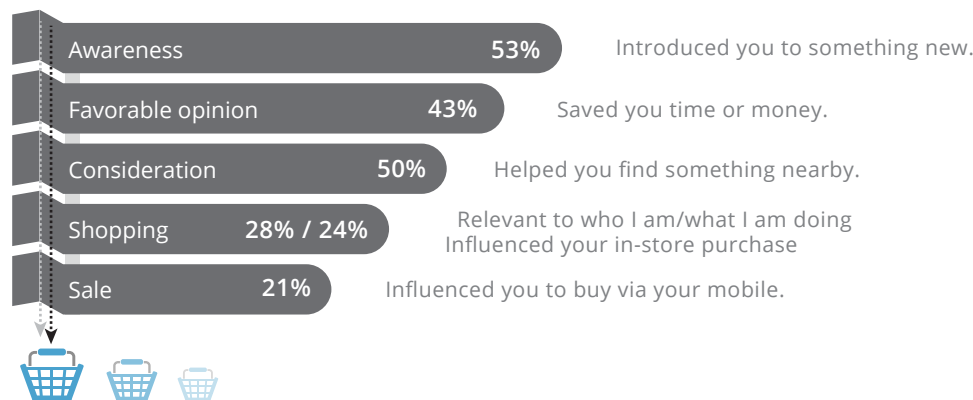 Awareness 53% Introduced you to something new.
Favorable opinion 43% Saved you time or money.
Consideration 50% Helped you find something nearby.
Shopping 28% / 24% Relevant to who I am/what I am doing
Influenced your in-store purchase
Sale 21% Influenced you to buy via your mobile.